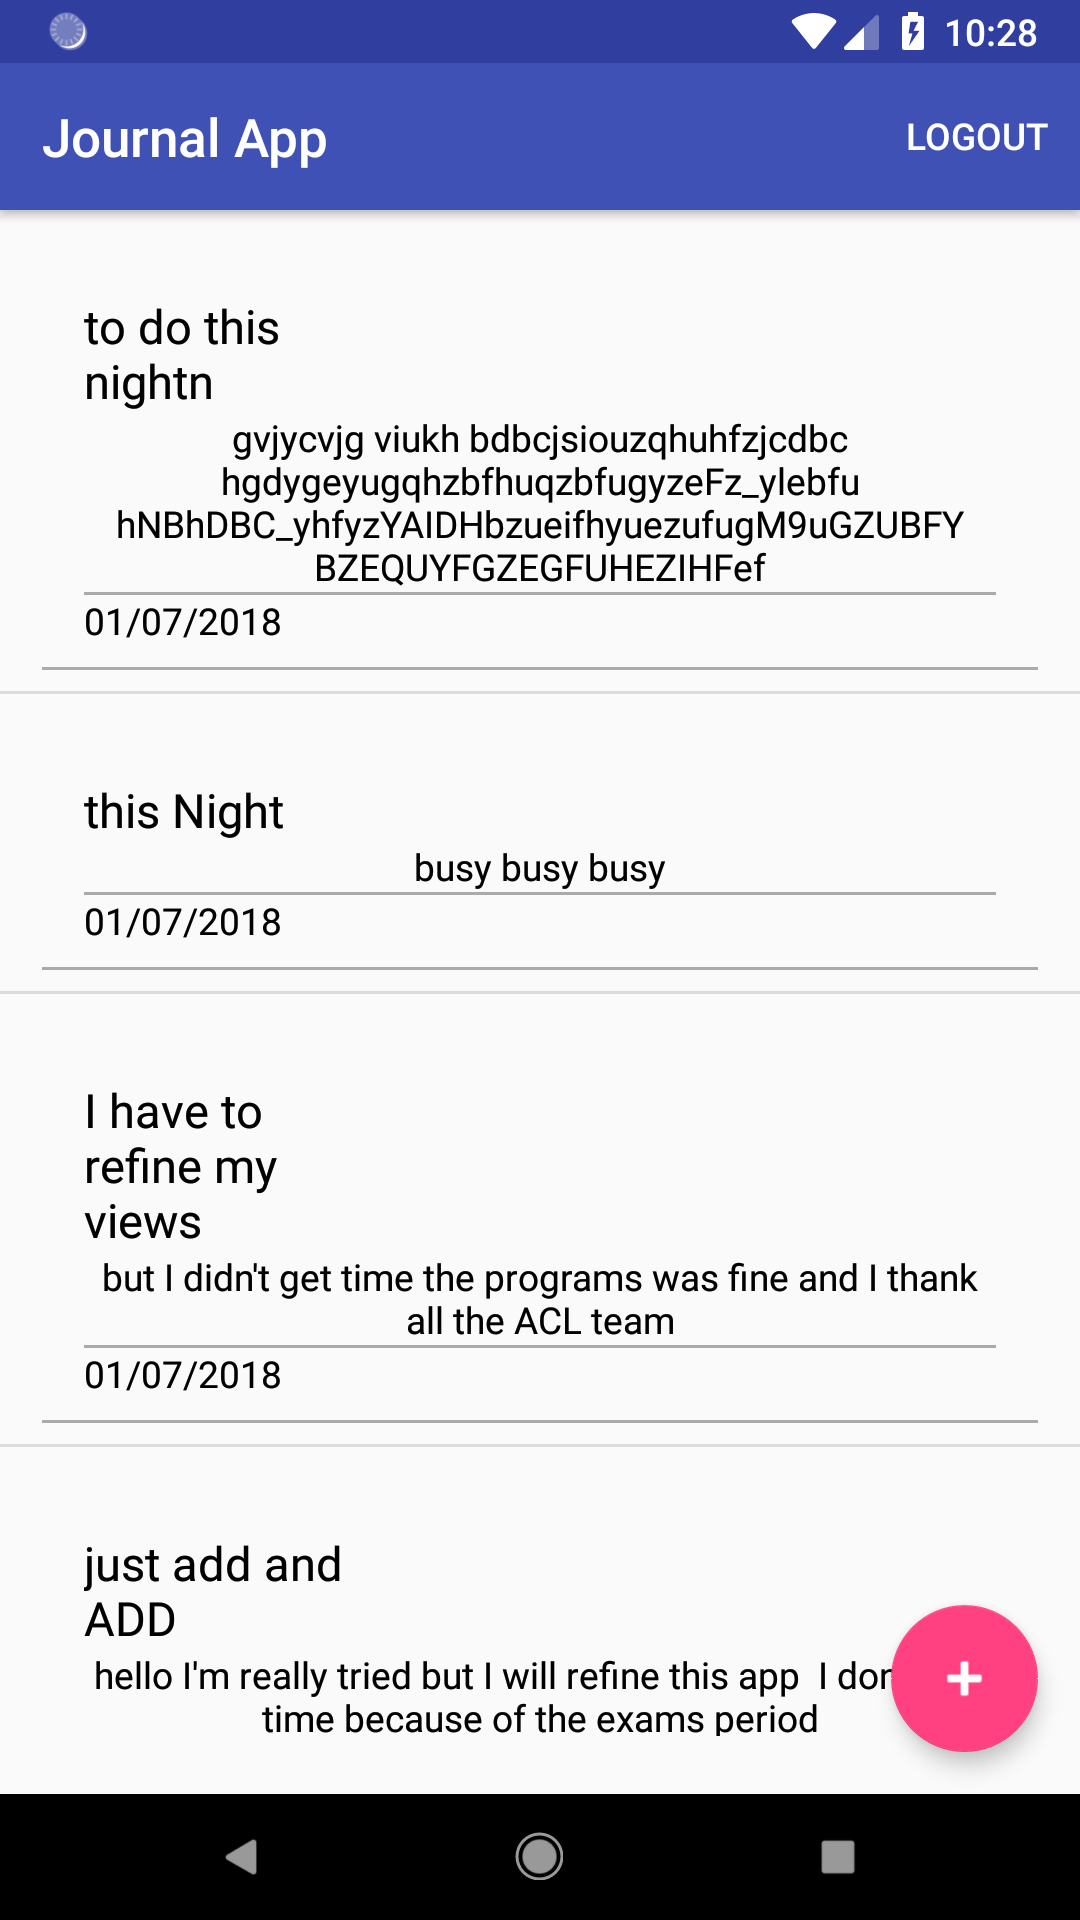 10:28
Journal App
LOGOUT
to do this
nightn
gvjycvjg viukh bdbcjsiouzqhuhfzjcdbc
hgdygeyugqhzbfhuqzbfugyzeFz_ylebfu
hNBhDBC_yhfyzYAIDHbzueifhyuezufugM9uGZUBFY
BZEQUYFGZEGFUHEZIHFef
01/07/2018
this Night
busy busy busy
01/07/2018
I have to
refine my
views
but I didn't get time the programs was fine and I thank
all the ACL team
01/07/2018
just add and
ADD
hello I'm really tried but I will refine this app  I
time because of the exams period